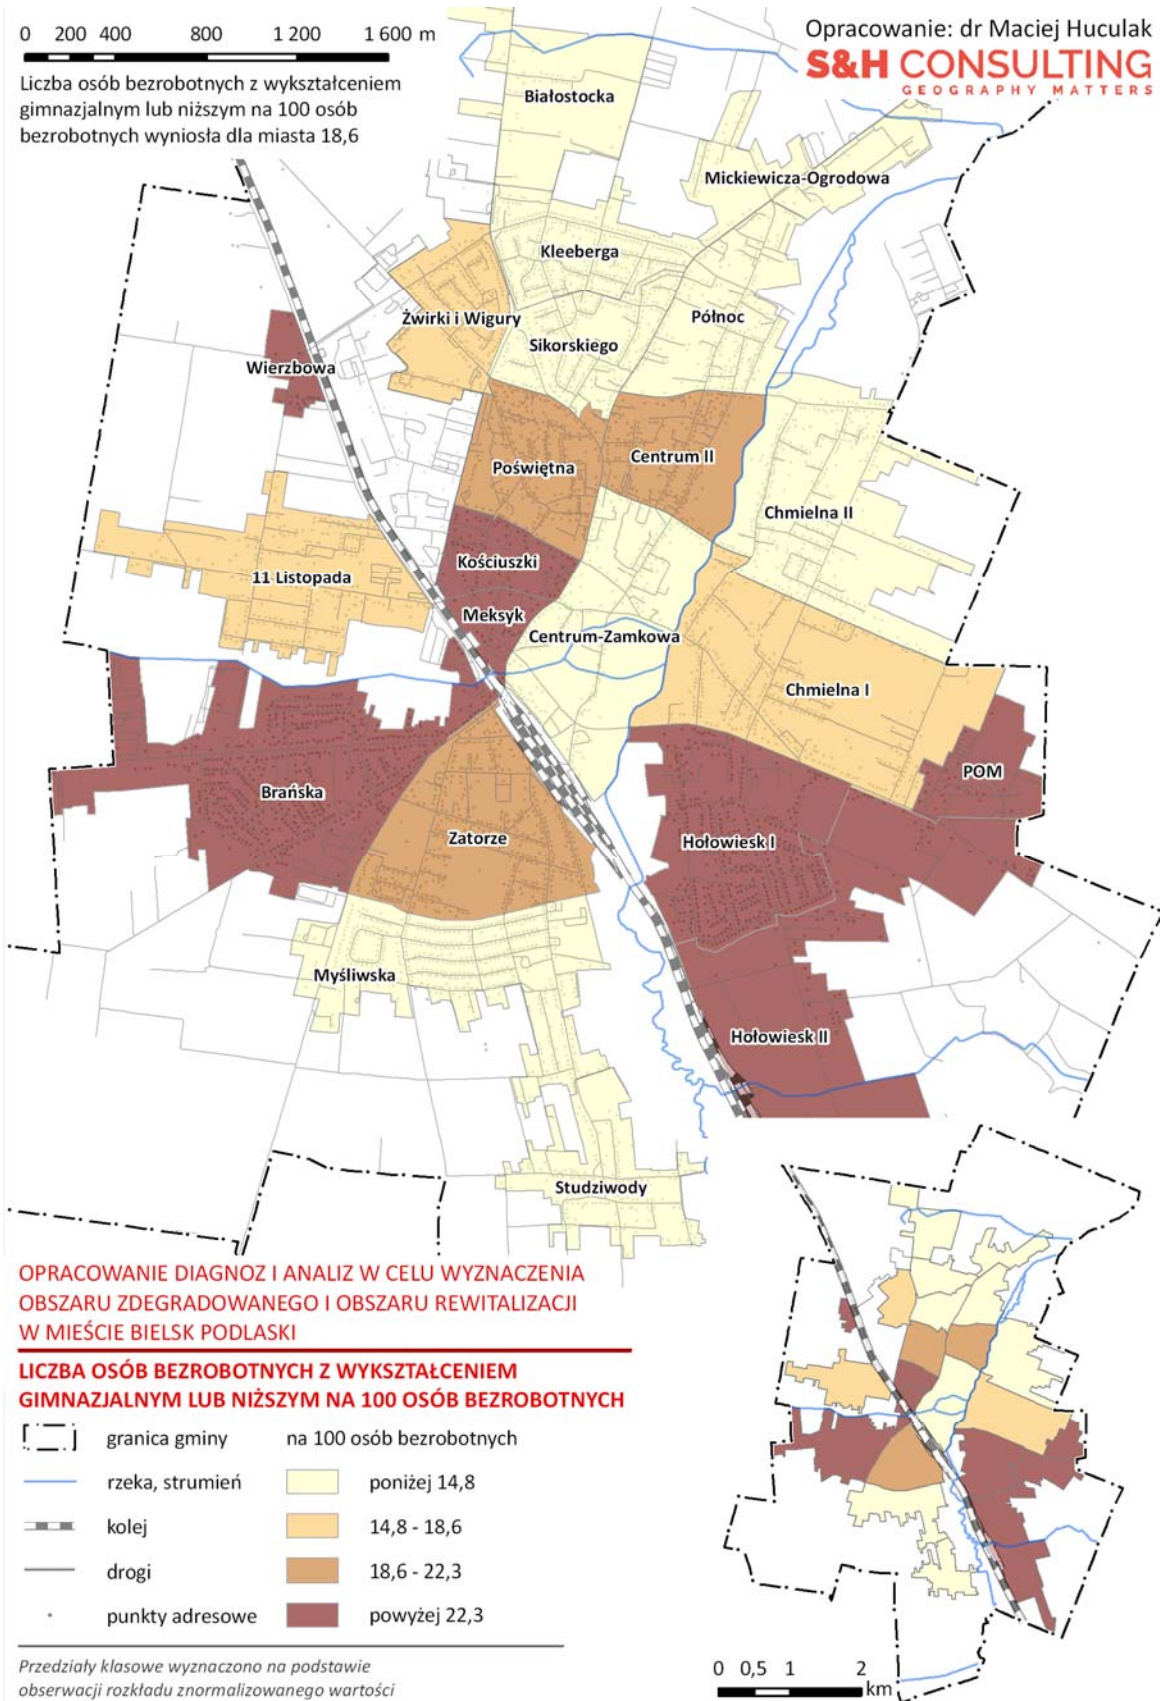 0 200 400 800 1 200 1 600 m
Liczba osób bezrobotnych z wykształceniem
gimnazjalnym lub niższym na 100 osób
bezrobotnych wyniosła dla miasta 18,6
Opracowanie: dr Maciej Huculak
S&H CONSULTING
GEOGRAPHY MATTERS
Białostocka
Mickiewicza-Ogrodowa
Kleeberga
Żwirki i Wigury
Północ
Sikorskiego
Wierzbowa
Poświętna
Centrum II
Chmielna II
Kościuszki
11 Listopada
Meksyk
Centrum-Zamkowa
Chmielna I
POM
Brańska
Zatorze
Hołowiesk I
Myśliwska
Hołowiesk II
Studziwody
OPRACOWANIE DIAGNOZ I ANALIZ W CELU WYZNACZENIA
OBSZARU ZDEGRADOWANEGO I OBSZARU REWITALIZACJI
W MIEŚCIE BIELSK PODLASKI
LICZBA OSÓB BEZROBOTNYCH Z WYKSZTAŁCENIEM
GIMNAZJALNYM LUB NIŻSZYM NA 100 OSÓB BEZROBOTNYCH
granica gminy
na 100 osób bezrobotnych
rzeka, strumień
poniżej 14,8
kolej
14,8 - 18,6
drogi
18,6 - 22,3
punkty adresowe
powyżej 22,3
Przedziały klasowe wyznaczono na podstawie
obserwacji rozkładu znormalizowanego wartości
0 0,5 1 2
km